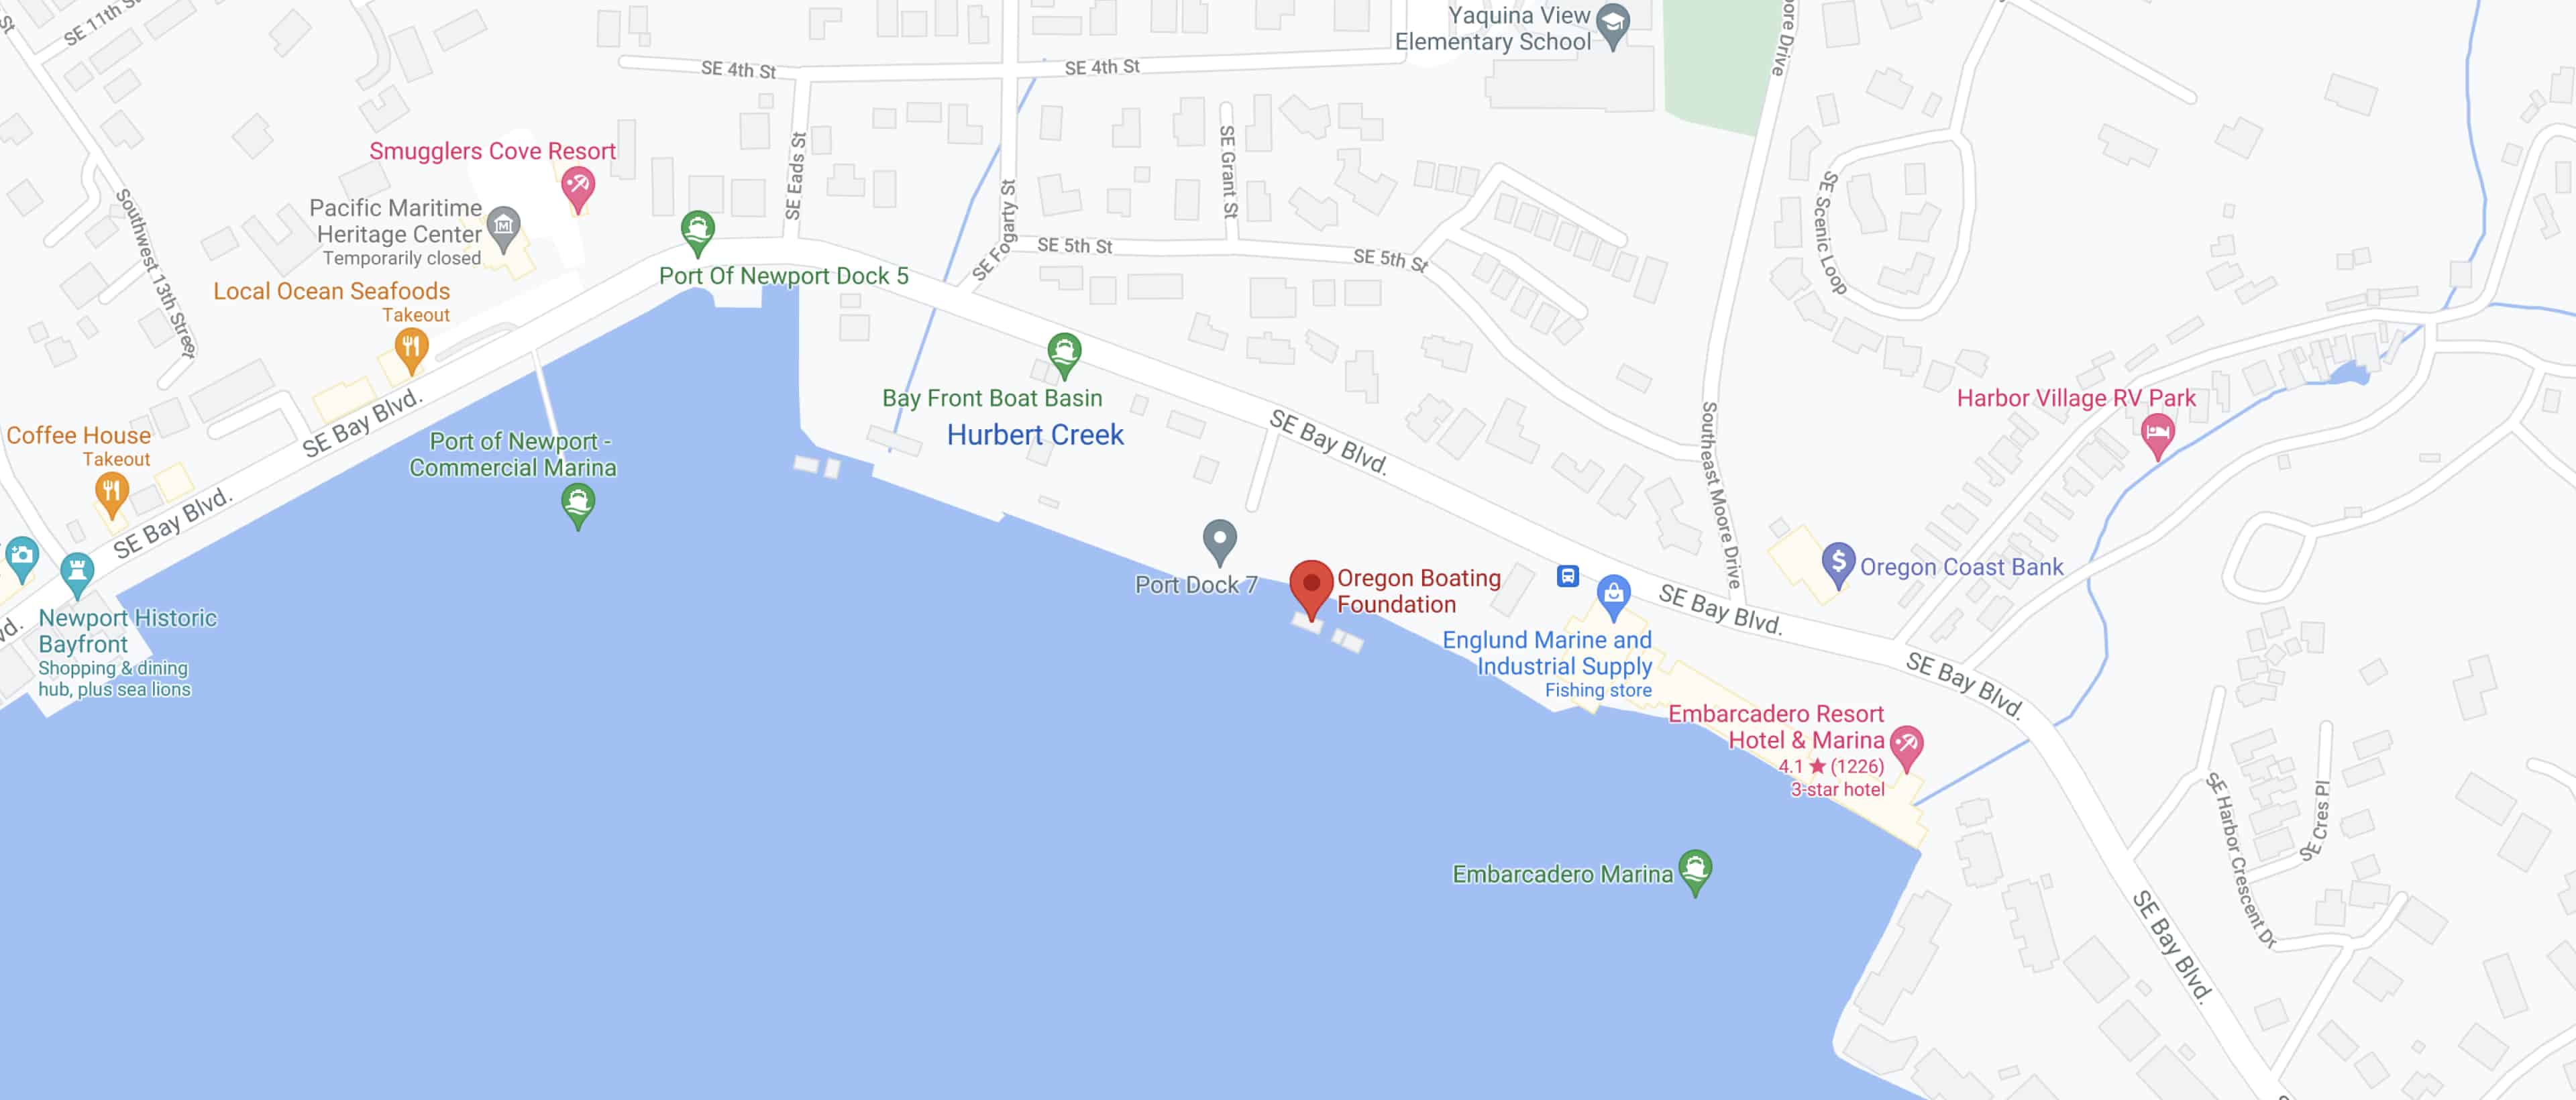 SE 11th St
St
SE 4th St
SE 4th St
Yaquina View
Elementary School
ore Drive
Smugglers Cove Resort
Pacific Maritime
Heritage Center
Temporarily closed
Local Ocean Seafoods
Takeout
Southwest 13th Street
SE Eads St
SE Fogarty St
SE Grant St
SE 5th St
SE 5th St
SE Scenic Loop
Port Of Newport Dock 5
Bay Front Boat Basin
Hurbert Creek
SE Bay Blvd.
Coffee House
Takeout
Port of Newport -
Commercial Marina
SE Bay Blvd.
SE Bay Blvd.
Southeast Moore Drive
Harbor Village RV Park
Newport Historic
Bayfront
Shopping & dining
hub, plus sea lions
vd.
Port Dock 7
Oregon Boating
Foundation
Englund Marine and
Industrial Supply
Fishing store
SE Bay Blvd.
Oregon Coast Bank
SE Bay Blvd.
Embarcadero Resort
Hotel & Marina
4.1 ★ (1226)
3-star hotel
Embarcadero Marina
SE Harbor Crescent Dr
SE Cres Pl
SE Bay Blvd.